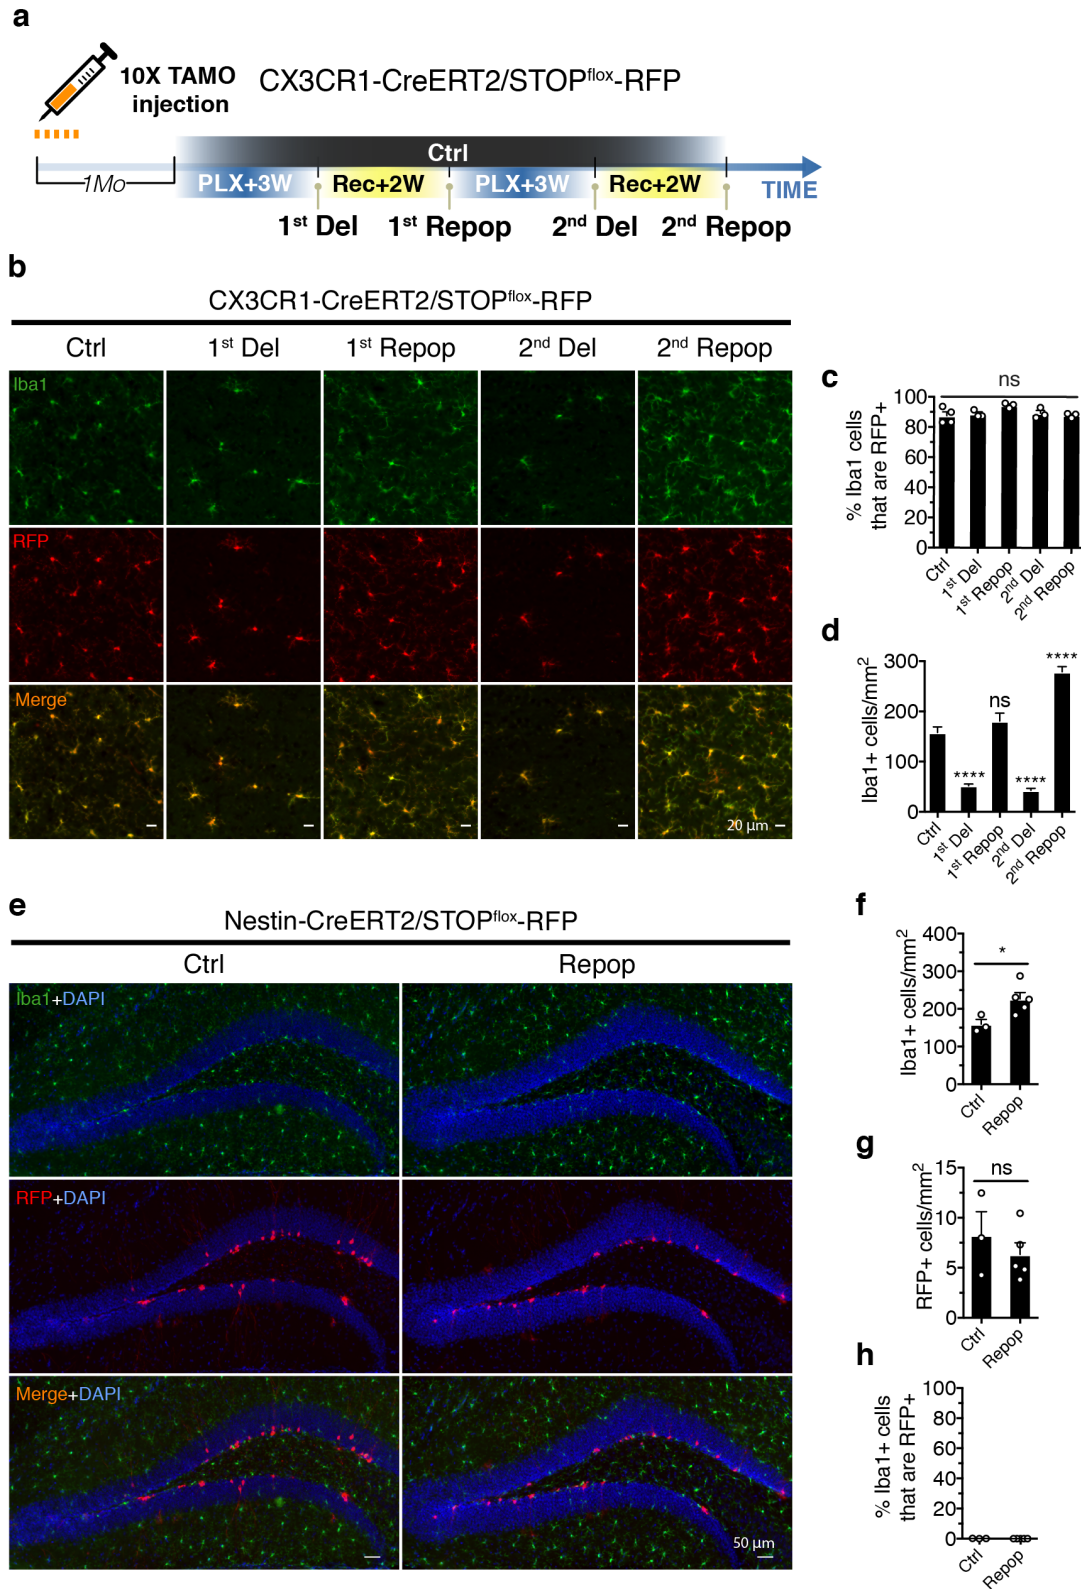 a
10X TAMO
injection
CX3CR1-CreERT2/STOPflox-RFP
Ctrl
1Mo
PLX+3W
Rec+2W
PLX+3W
Rec+2W
TIME
1st Del
1st Repop
2nd Del
2nd Repop
b
CX3CR1-CreERT2/STOPflox-RFP
Ctrl
1st Del
1st Repop
2nd Del
2nd Repop
Iba1
RFP
Merge
20 µm
c
ns
% Iba1 cells
that are RFP+
100
80
60
40
20
0
Ctrl
1st Del
1st Repop
2nd Del
2nd Repop
d
Iba1+ cells/mm2
300
200
100
0
****
ns
****
****
Ctrl
1st Del
1st Repop
2nd Del
2nd Repop
e
Nestin-CreERT2/STOPflox-RFP
Ctrl
Repop
Iba1+DAPI
RFP+DAPI
Merge+DAPI
50 µm
f
Iba1+ cells/mm2
400
300
200
100
0
*
Ctrl
Repop
g
RFP+ cells/mm2
15
10
5
0
ns
Ctrl
Repop
h
% Iba1+ cells
that are RFP+
100
80
60
40
20
0
Ctrl
Repop